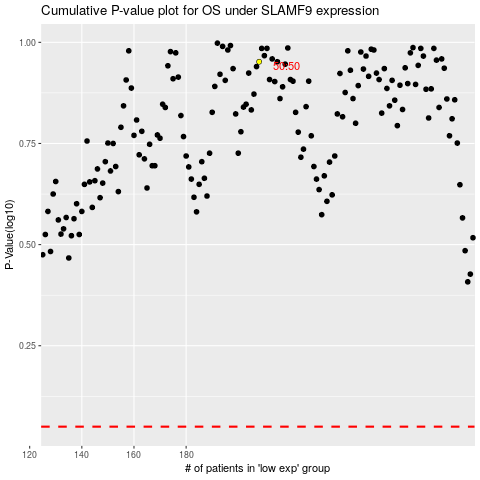 Cumulative P-value plot for OS under SLAMF9 expression
P-Value(log10)
1.00
0.75
0.50
0.25
50:50
120 140 160 180
# of patients in 'low exp' group